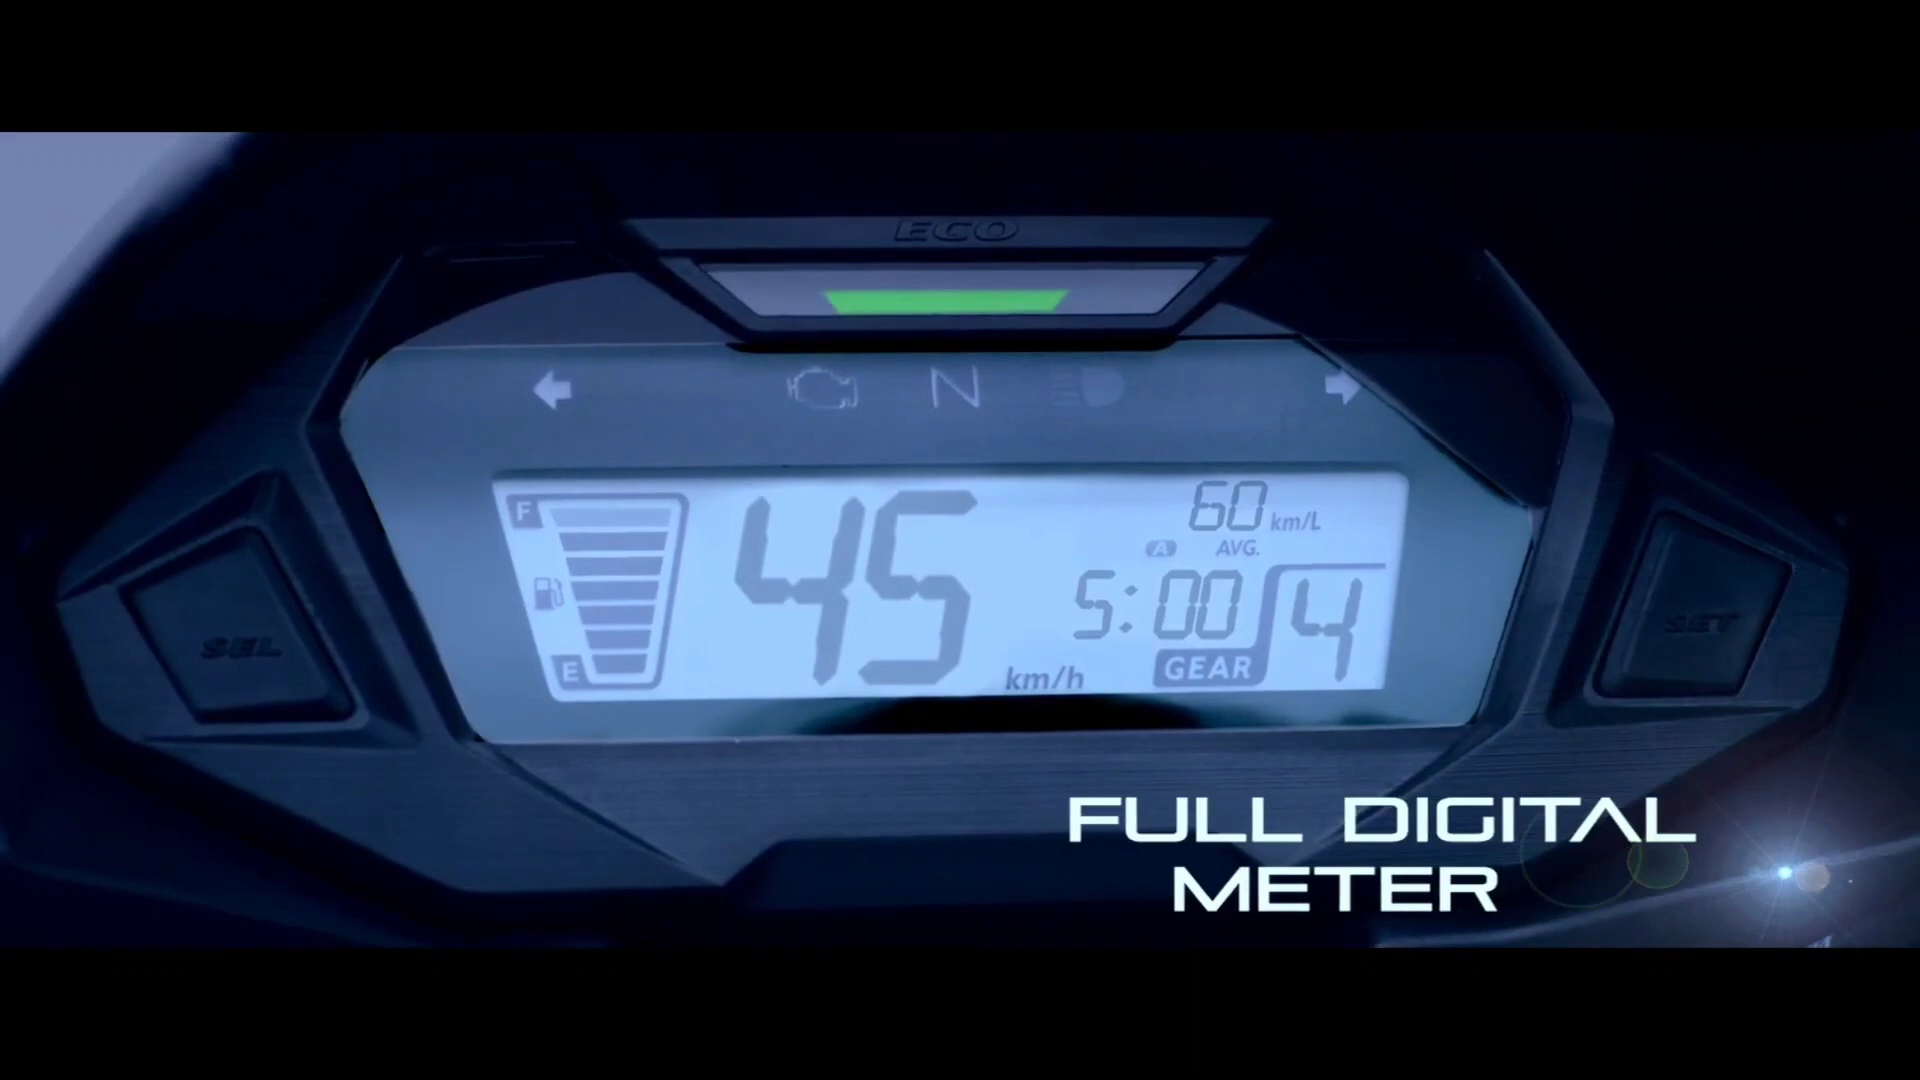 ECO
N
F
45
60 km/L
A AVG.
5:00
4
SEL
SET
E
km/h
GEAR
FULL DIGITAL
METER